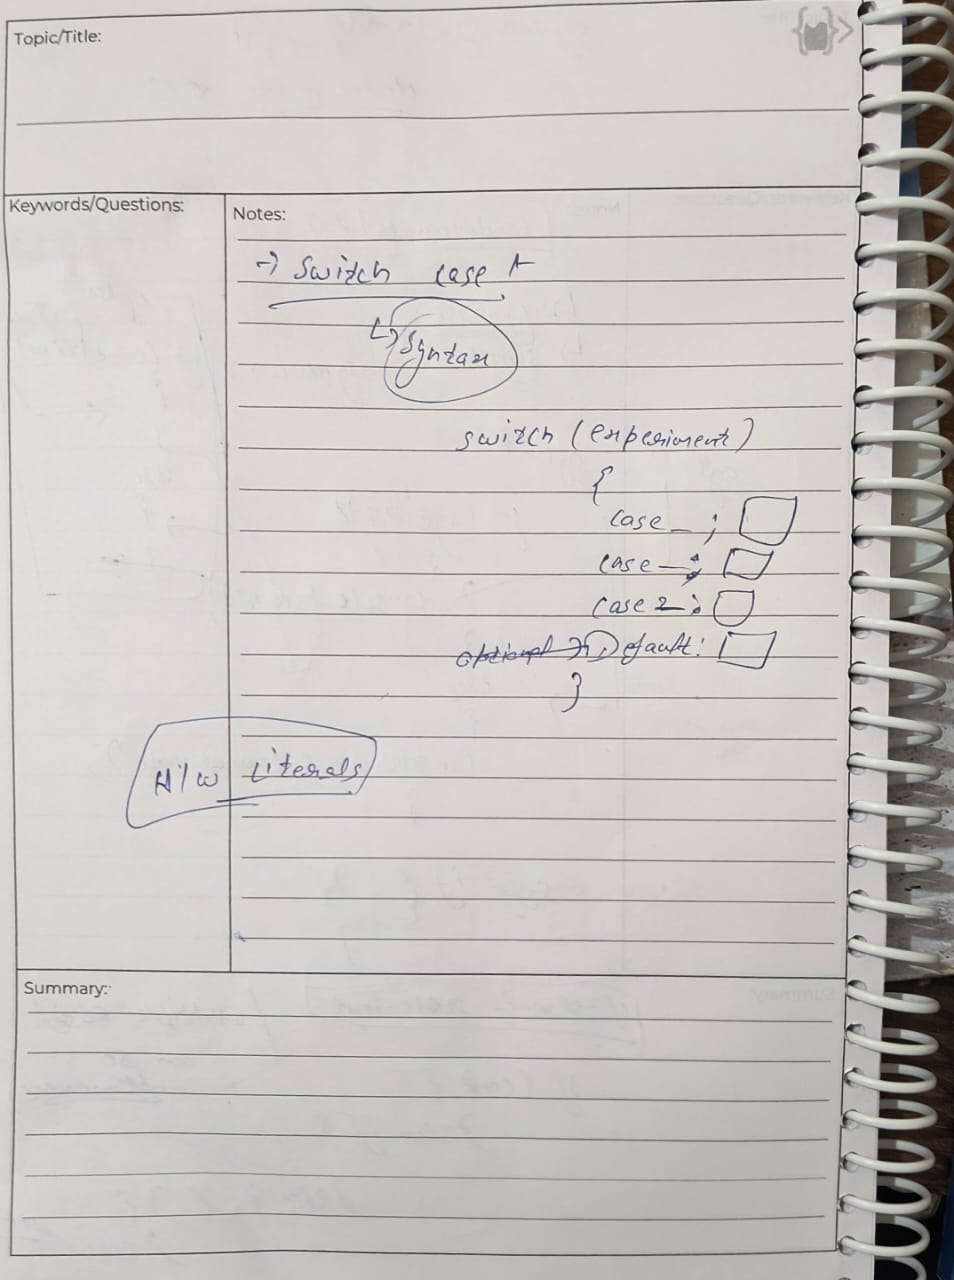 Topic/Title:
Keywords/Questions:
Notes:
→ Switch case
↳ Syntax
switch (experiment)
{
case _ ;
case _ ;
case 2 :
optional → Default :
}
H/W Literals
Summary: